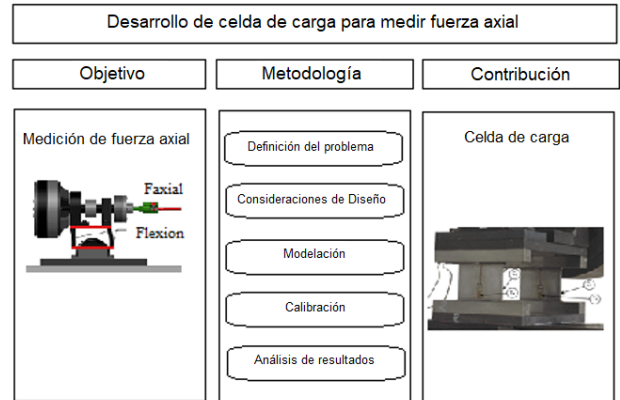 Desarrollo de celda de carga para medir fuerza axial
Objetivo
Metodología
Contribución
Medición de fuerza axial
Faxial
Flexion
Definición del problema
Consideraciones de Diseño
Modelación
Calibración
Análisis de resultados
Celda de carga